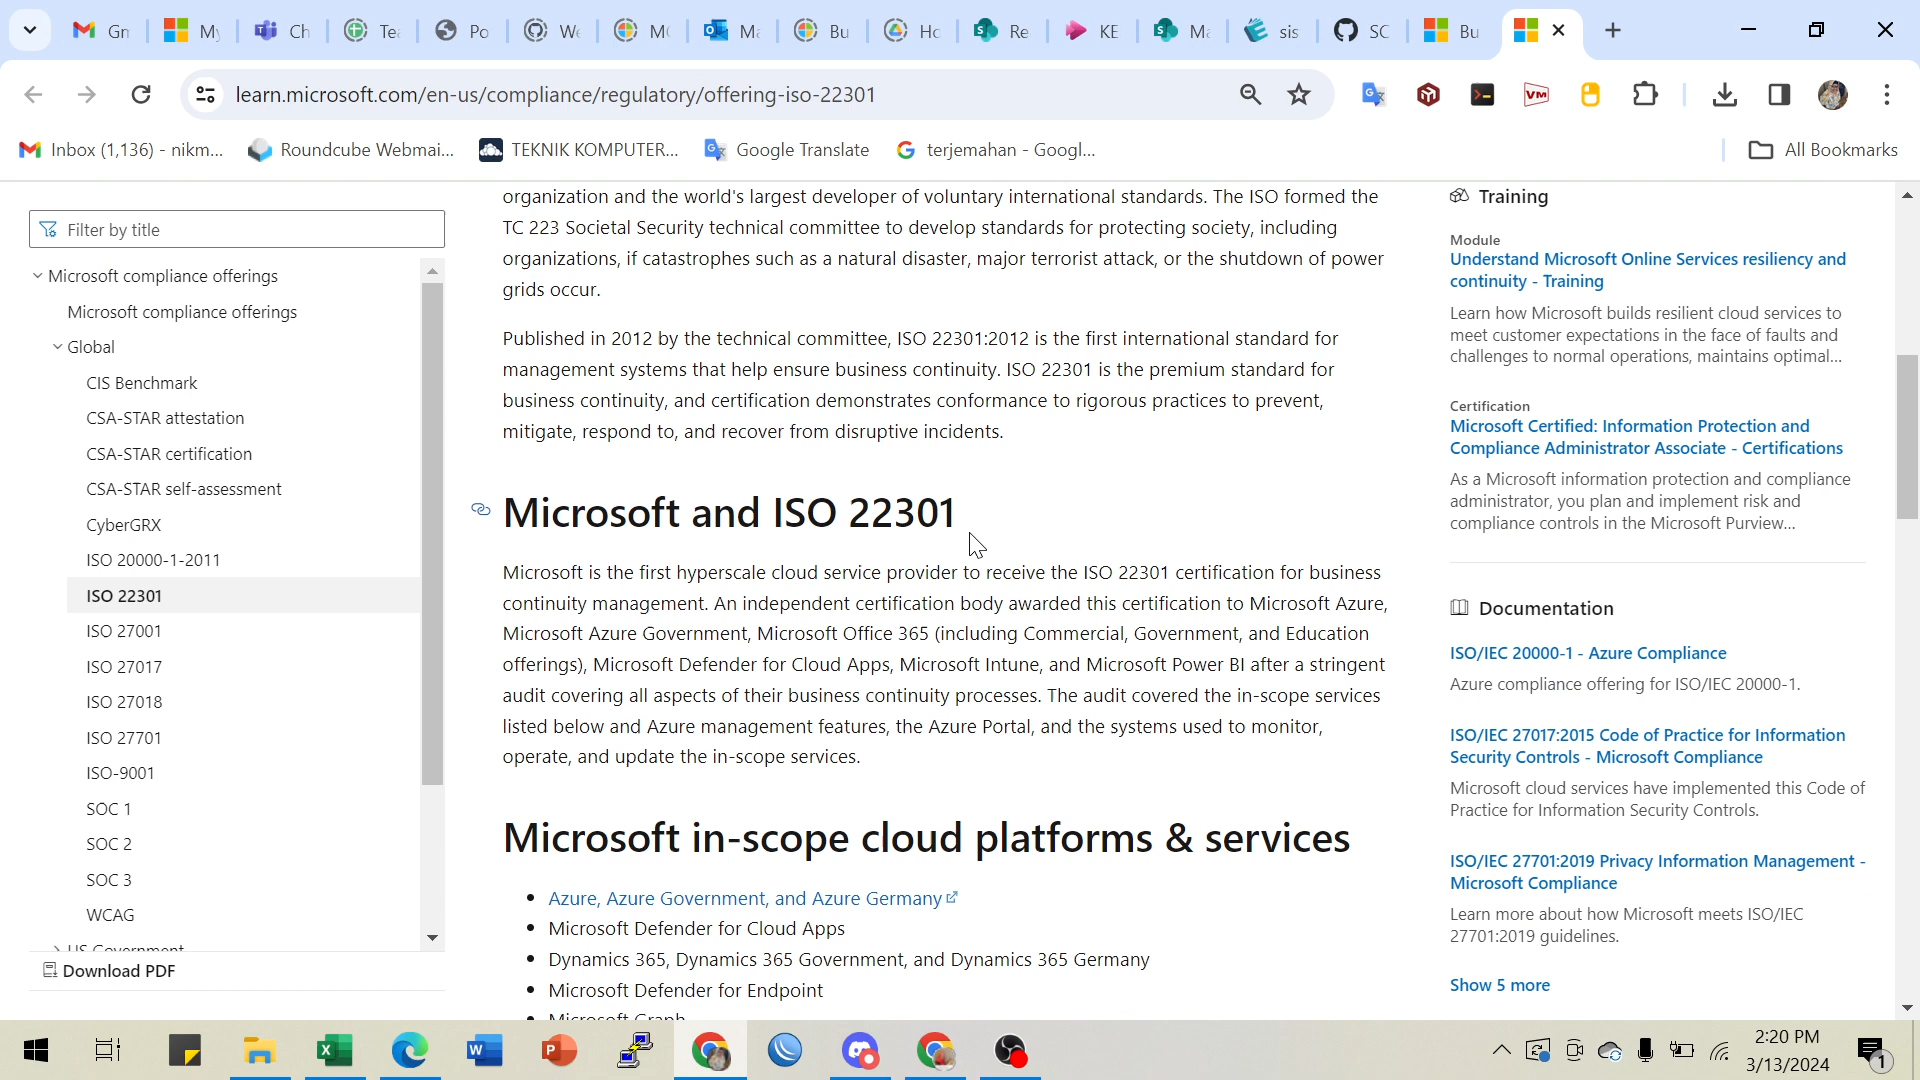 Gm
My
Ch
Te
Po
We
M
Ma
Bu
Ho
Re
KE
Ma
sis
SC
Bu
learn.microsoft.com/en-us/compliance/regulatory/offering-iso-22301
Inbox (1,136) - nikm...
Roundcube Webmai...
TEKNIK KOMPUTER...
Google Translate
terjemahan - Googl...
All Bookmarks
Filter by title
Microsoft compliance offerings
Microsoft compliance offerings
Global
CIS Benchmark
CSA-STAR attestation
CSA-STAR certification
CSA-STAR self-assessment
CyberGRX
ISO 20000-1-2011
ISO 22301
ISO 27001
ISO 27017
ISO 27018
ISO 27701
ISO-9001
SOC 1
SOC 2
SOC 3
WCAG
US Government
Download PDF
organization and the world's largest developer of voluntary international standards. The ISO formed the
TC 223 Societal Security technical committee to develop standards for protecting society, including
organizations, if catastrophes such as a natural disaster, major terrorist attack, or the shutdown of power
grids occur.
Published in 2012 by the technical committee, ISO 22301:2012 is the first international standard for
management systems that help ensure business continuity. ISO 22301 is the premium standard for
business continuity, and certification demonstrates conformance to rigorous practices to prevent,
mitigate, respond to, and recover from disruptive incidents.
Microsoft and ISO 22301
Microsoft is the first hyperscale cloud service provider to receive the ISO 22301 certification for business
continuity management. An independent certification body awarded this certification to Microsoft Azure,
Microsoft Azure Government, Microsoft Office 365 (including Commercial, Government, and Education
offerings), Microsoft Defender for Cloud Apps, Microsoft Intune, and Microsoft Power BI after a stringent
audit covering all aspects of their business continuity processes. The audit covered the in-scope services
listed below and Azure management features, the Azure Portal, and the systems used to monitor,
operate, and update the in-scope services.
Microsoft in-scope cloud platforms & services
• Azure, Azure Government, and Azure Germany
• Microsoft Defender for Cloud Apps
• Dynamics 365, Dynamics 365 Government, and Dynamics 365 Germany
• Microsoft Defender for Endpoint
• Microsoft Graph
Training
Module
Understand Microsoft Online Services resiliency and
continuity - Training
Learn how Microsoft builds resilient cloud services to
meet customer expectations in the face of faults and
challenges to normal operations, maintains optimal...
Certification
Microsoft Certified: Information Protection and
Compliance Administrator Associate - Certifications
As a Microsoft information protection and compliance
administrator, you plan and implement risk and
compliance controls in the Microsoft Purview...
Documentation
ISO/IEC 20000-1 - Azure Compliance
Azure compliance offering for ISO/IEC 20000-1.
ISO/IEC 27017:2015 Code of Practice for Information
Security Controls - Microsoft Compliance
Microsoft cloud services have implemented this Code of
Practice for Information Security Controls.
ISO/IEC 27701:2019 Privacy Information Management -
Microsoft Compliance
Learn more about how Microsoft meets ISO/IEC
27701:2019 guidelines.
Show 5 more
2:20 PM
3/13/2024
1